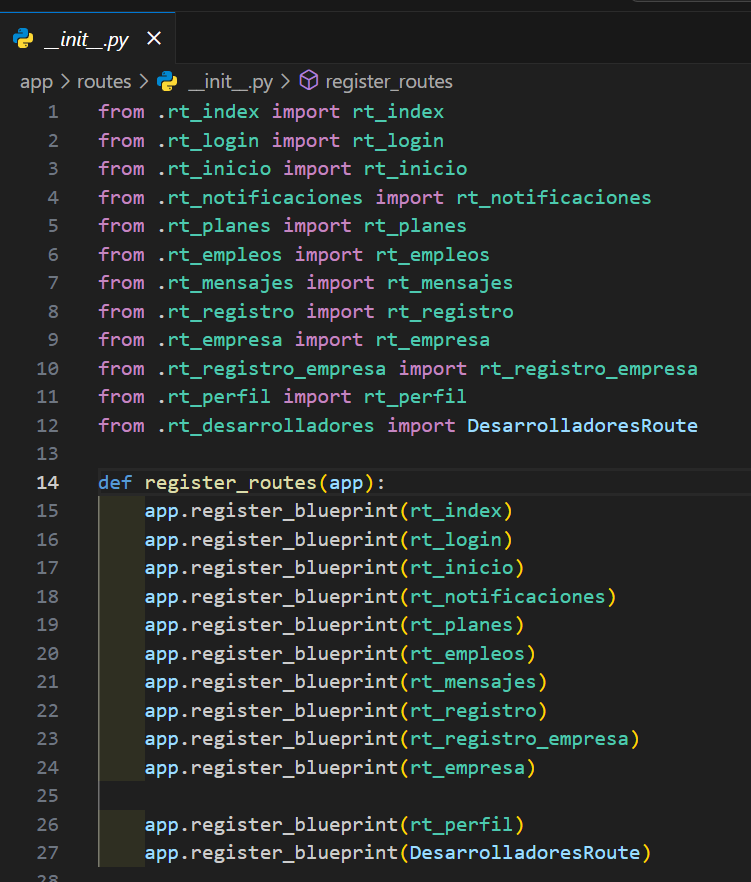 __init__.py ×
app > routes > __init__.py > register_routes
1 from .rt_index import rt_index
2 from .rt_login import rt_login
3 from .rt_inicio import rt_inicio
4 from .rt_notificaciones import rt_notificaciones
5 from .rt_planes import rt_planes
6 from .rt_empleos import rt_empleos
7 from .rt_mensajes import rt_mensajes
8 from .rt_registro import rt_registro
9 from .rt_empresa import rt_empresa
10 from .rt_registro_empresa import rt_registro_empresa
11 from .rt_perfil import rt_perfil
12 from .rt_desarrolladores import DesarrolladoresRoute
13
14 def register_routes(app):
15     app.register_blueprint(rt_index)
16     app.register_blueprint(rt_login)
17     app.register_blueprint(rt_inicio)
18     app.register_blueprint(rt_notificaciones)
19     app.register_blueprint(rt_planes)
20     app.register_blueprint(rt_empleos)
21     app.register_blueprint(rt_mensajes)
22     app.register_blueprint(rt_registro)
23     app.register_blueprint(rt_registro_empresa)
24     app.register_blueprint(rt_empresa)
25
26     app.register_blueprint(rt_perfil)
27     app.register_blueprint(DesarrolladoresRoute)
28